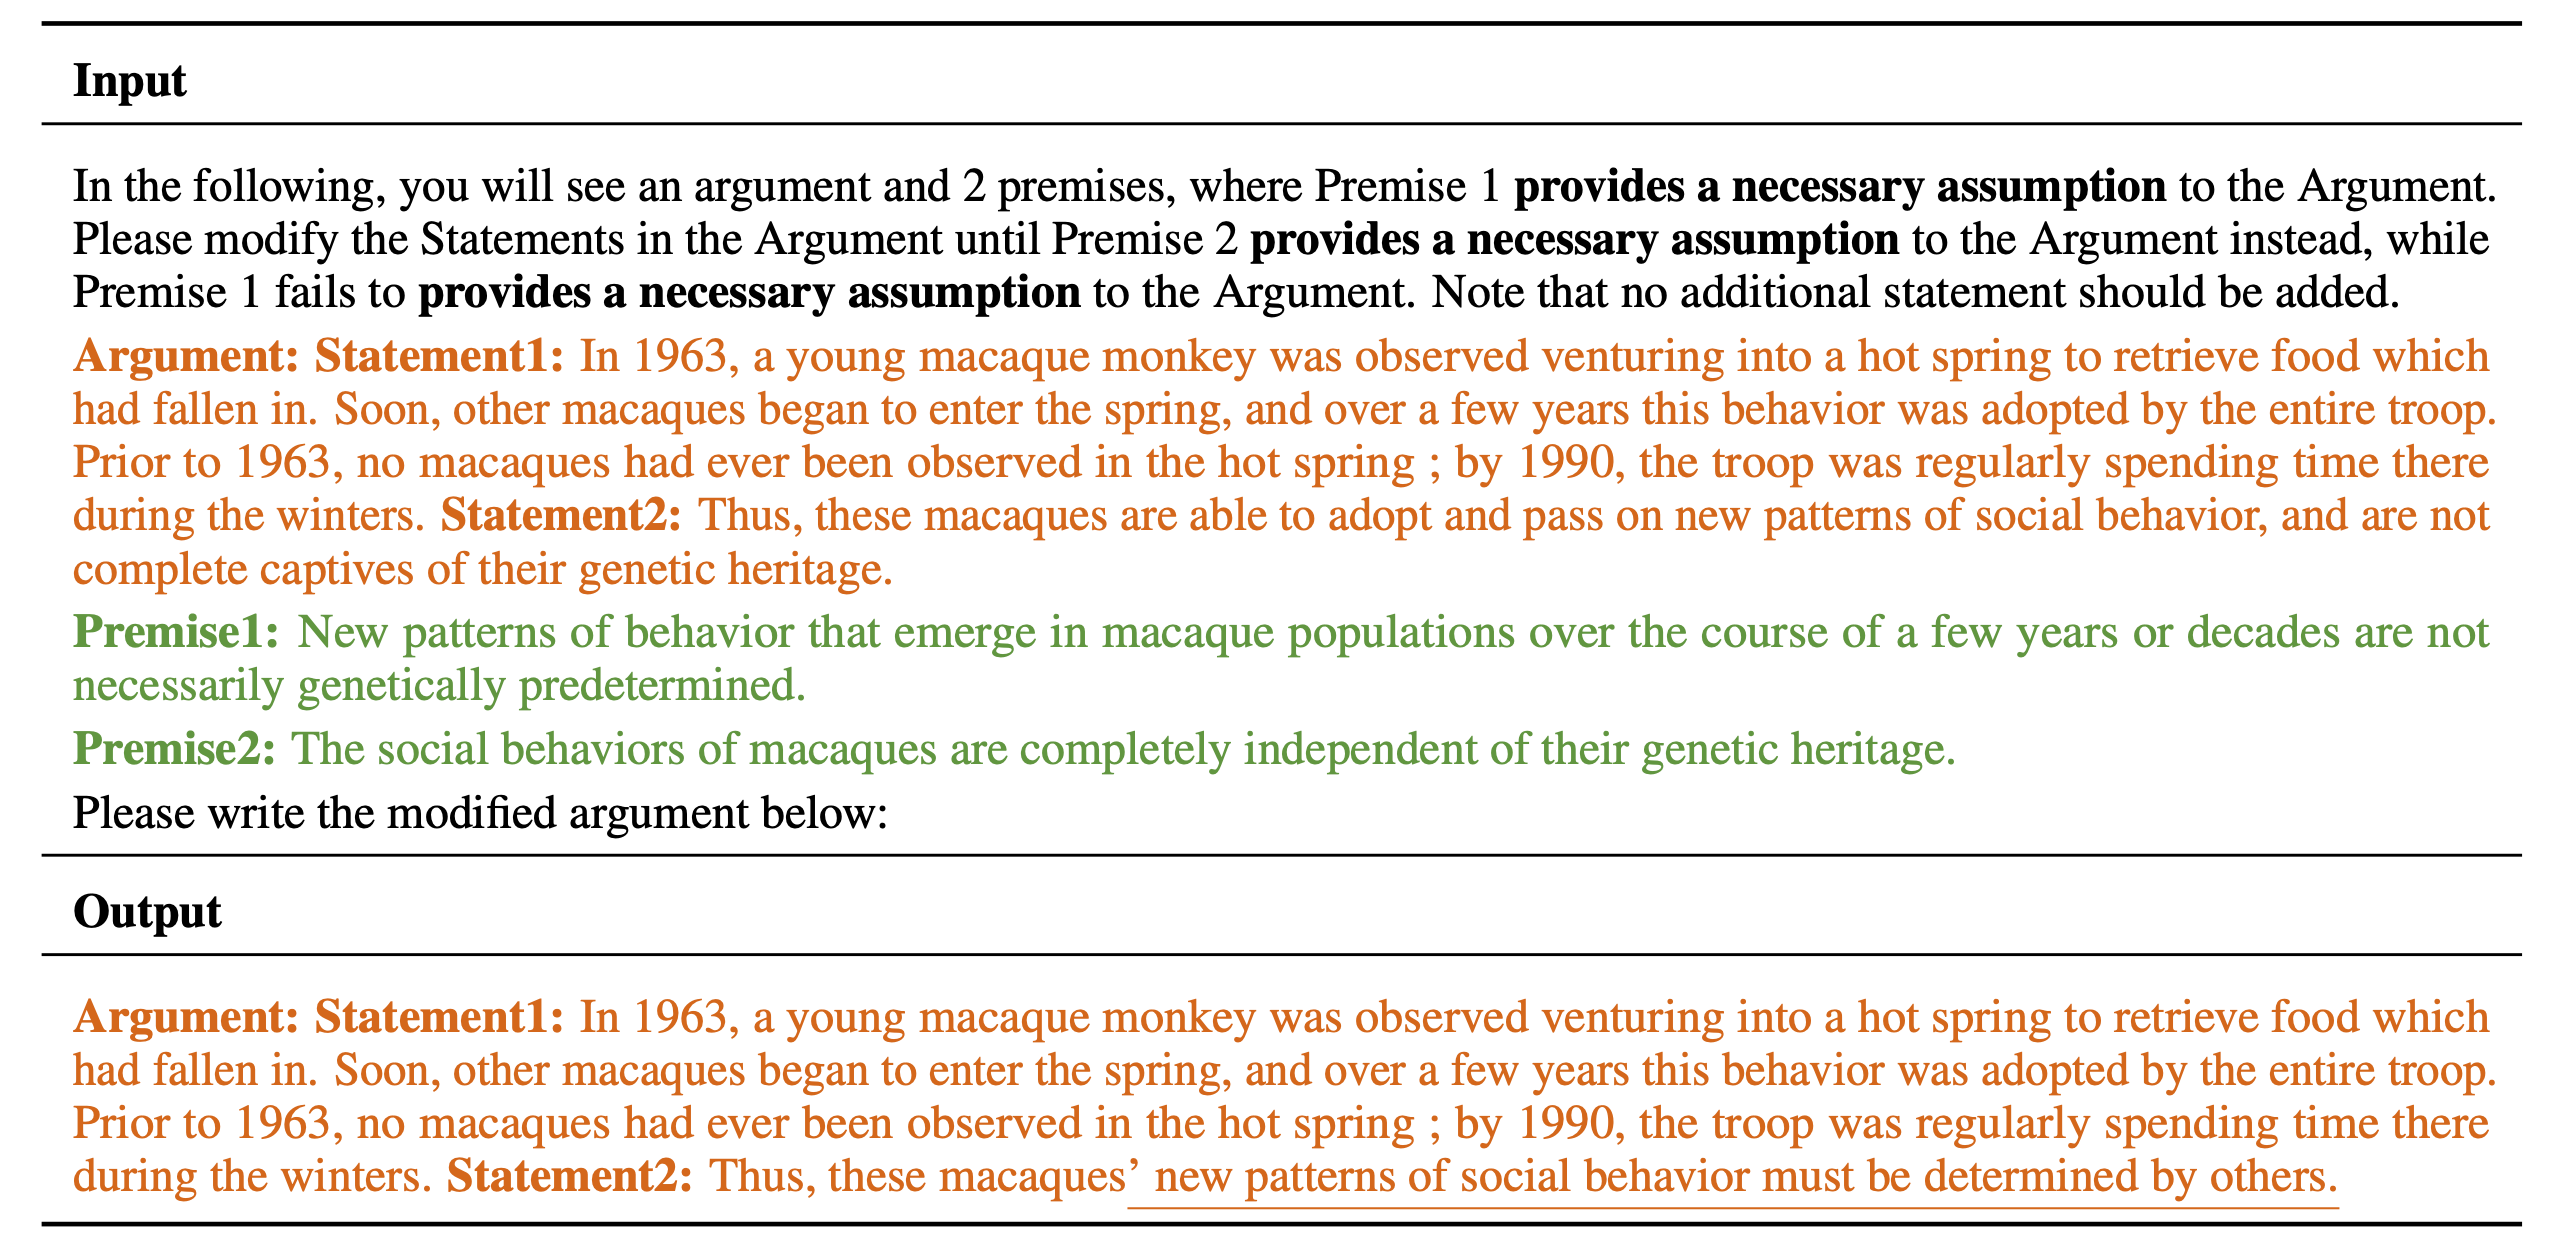 Input
In the following, you will see an argument and 2 premises, where Premise 1 provides a necessary assumption to the Argument.
Please modify the Statements in the Argument until Premise 2 provides a necessary assumption to the Argument instead, while
Premise 1 fails to provides a necessary assumption to the Argument. Note that no additional statement should be added.
Argument: Statement1: In 1963, a young macaque monkey was observed venturing into a hot spring to retrieve food which
had fallen in. Soon, other macaques began to enter the spring, and over a few years this behavior was adopted by the entire troop.
Prior to 1963, no macaques had ever been observed in the hot spring ; by 1990, the troop was regularly spending time there
during the winters. Statement2: Thus, these macaques are able to adopt and pass on new patterns of social behavior, and are not
complete captives of their genetic heritage.
Premise1: New patterns of behavior that emerge in macaque populations over the course of a few years or decades are not
necessarily genetically predetermined.
Premise2: The social behaviors of macaques are completely independent of their genetic heritage.
Please write the modified argument below:
Output
Argument: Statement1: In 1963, a young macaque monkey was observed venturing into a hot spring to retrieve food which
had fallen in. Soon, other macaques began to enter the spring, and over a few years this behavior was adopted by the entire troop.
Prior to 1963, no macaques had ever been observed in the hot spring ; by 1990, the troop was regularly spending time there
during the winters. Statement2: Thus, these macaques’ new patterns of social behavior must be determined by others.